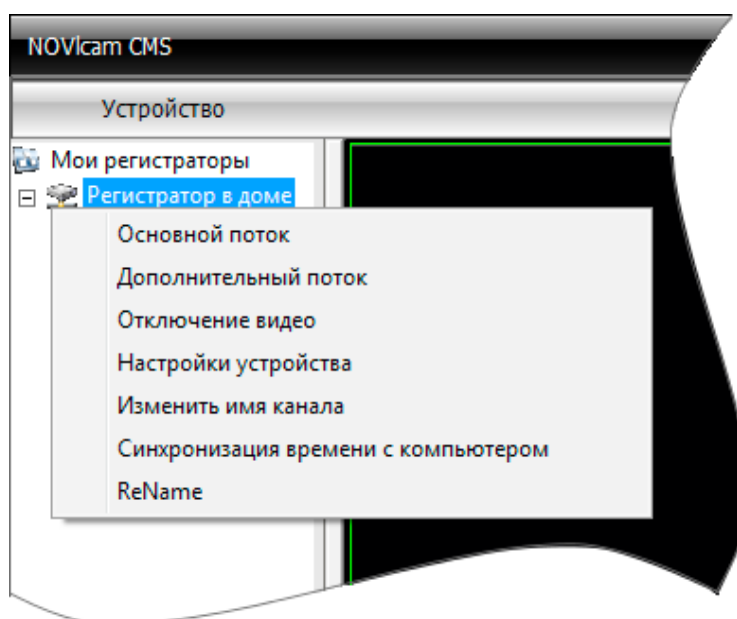 NOVIcam CMS
Устройство
Мои регистраторы
Регистратор в доме
Основной поток
Дополнительный поток
Отключение видео
Настройки устройства
Изменить имя канала
Синхронизация времени с компьютером
ReName